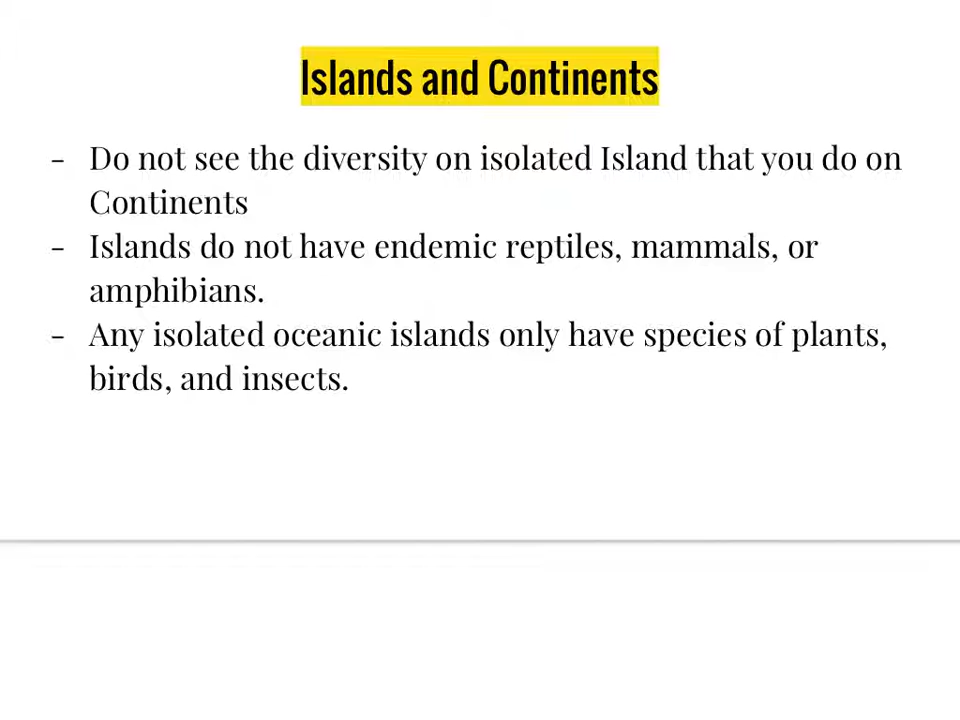 Islands and Continents
- Do not see the diversity on isolated Island that you do on
Continents
- Islands do not have endemic reptiles, mammals, or
amphibians.
- Any isolated oceanic islands only have species of plants,
birds, and insects.